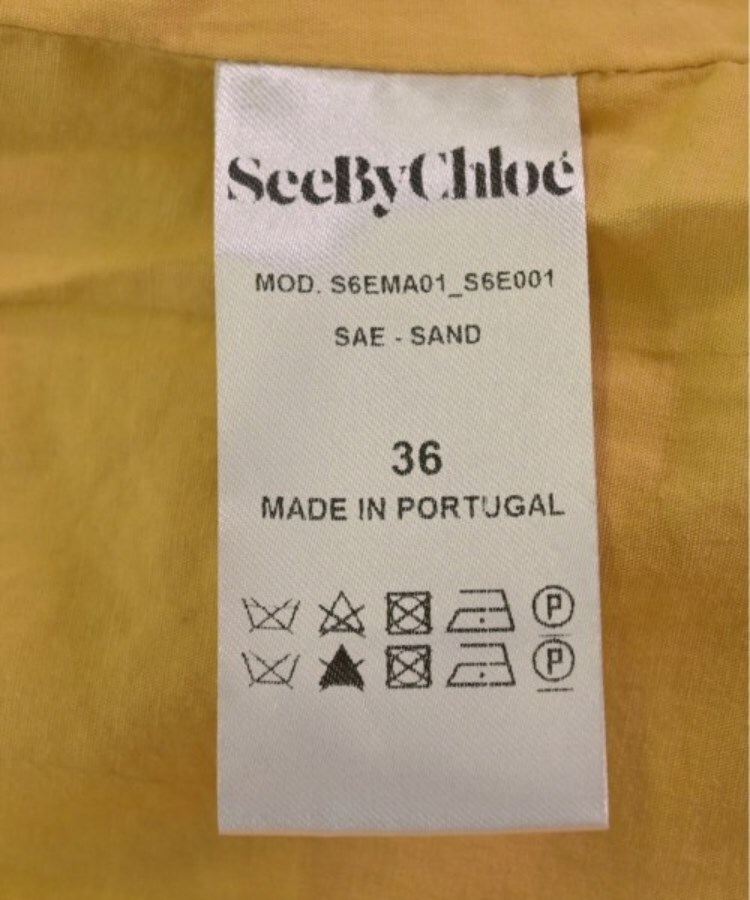 SeeByChloé
MOD. S6EMA01_S6E001
SAE - SAND
36
MADE IN PORTUGAL
P
P